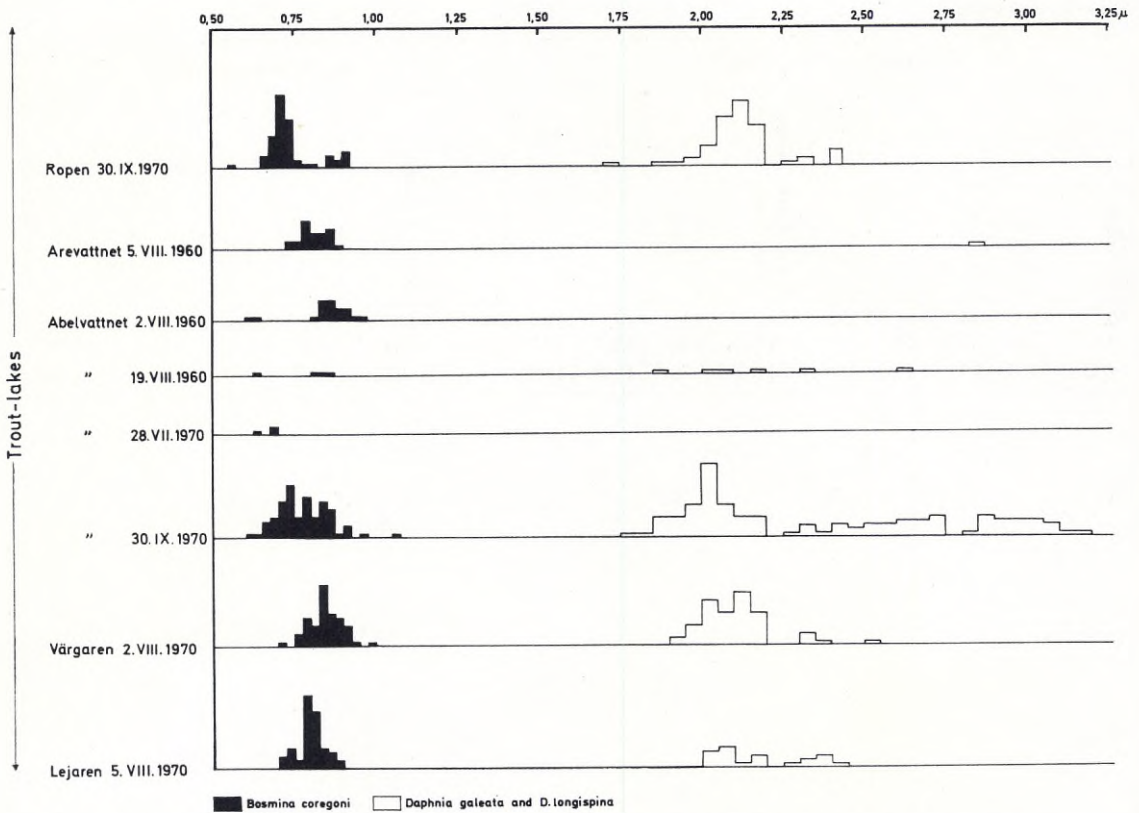 0,50 0,75 1,00 1,25 1,50 1,75 2,00 2,25 2,50 2,75 3,00 3,25 µ
Trout-lakes
Ropen 30.IX.1970
Arevattnet 5.VIII.1960
Abelvattnet 2.VIII.1960
" 19.VIII.1960
" 28.VII.1970
" 30.IX.1970
Värgaren 2.VIII.1970
Lejaren 5.VIII.1970
Bosmina coregoni Daphnia galeata and D. longispina